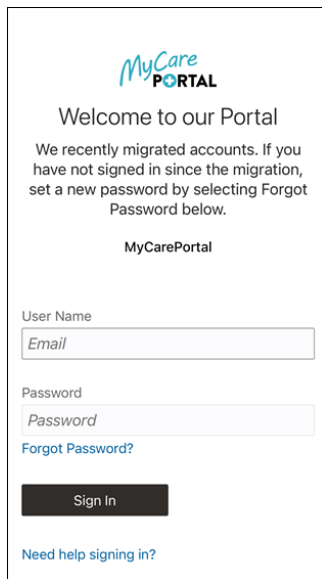 MyCare
PORTAL
Welcome to our Portal
We recently migrated accounts. If you
have not signed in since the migration,
set a new password by selecting Forgot
Password below.
MyCarePortal
User Name
Email
Password
Password
Forgot Password?
Sign In
Need help signing in?